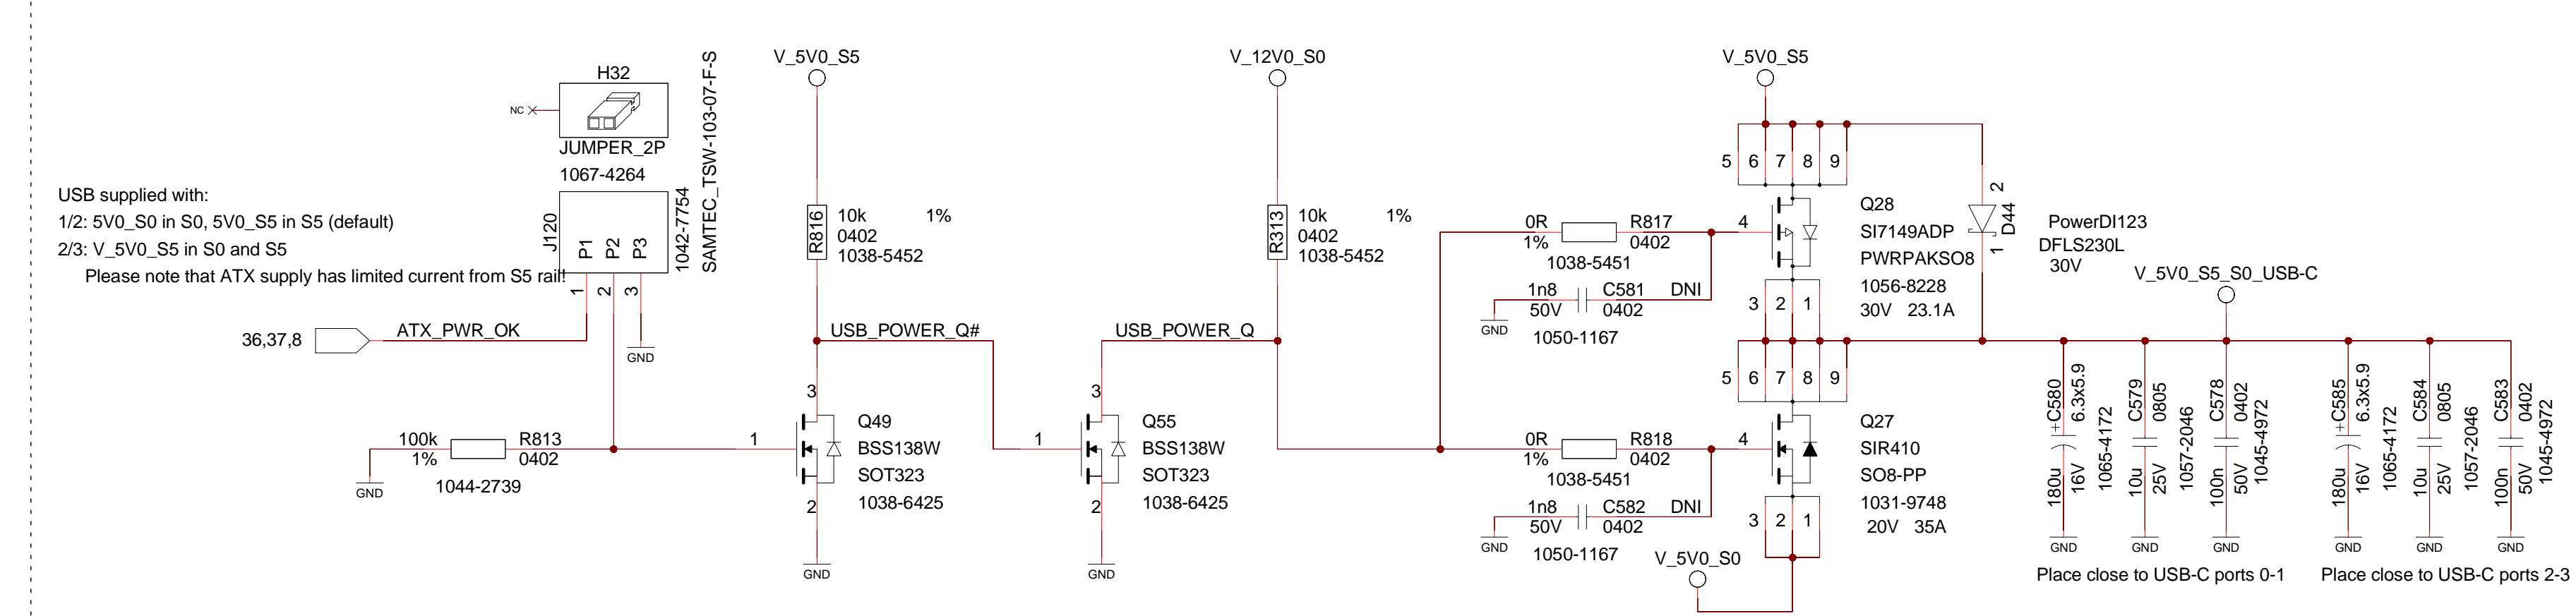 H32
NC
JUMPER_2P
1067-4264
USB supplied with:
1/2: 5V0_S0 in S0, 5V0_S5 in S5 (default)
2/3: V_5V0_S5 in S0 and S5
Please note that ATX supply has limited current from S5 rail!
J120
P1
P2
P3
1
2
3
1042-7754
SAMTEC_TSW-103-07-F-S
36,37,8
ATX_PWR_OK
GND
100k
1%
R813
0402
1044-2739
GND
V_5V0_S5
R816
10k
1%
0402
1038-5452
USB_POWER_Q#
3
1
2
Q49
BSS138W
SOT323
1038-6425
GND
USB_POWER_Q
3
1
2
Q55
BSS138W
SOT323
1038-6425
GND
V_12V0_S0
R313
10k
1%
0402
1038-5452
0R
1%
R817
0402
1038-5451
1n8
50V
C581
0402
DNI
1050-1167
GND
0R
1%
R818
0402
1038-5451
1n8
50V
C582
0402
DNI
1050-1167
GND
V_5V0_S5
5
6
7
8
9
4
Q28
SI7149ADP
PWRPAKSO8
1056-8228
30V 23.1A
3
2
1
2
1
D44
PowerDI123
DFLS230L
30V
5
6
7
8
9
4
Q27
SIR410
SO8-PP
1031-9748
20V 35A
3
2
1
V_5V0_S0
V_5V0_S5_S0_USB-C
+
C580
6.3x5.9
180u
16V
1065-4172
GND
C579
0805
10u
25V
1057-2046
GND
C578
0402
100n
50V
1045-4972
GND
+
C585
6.3x5.9
180u
16V
1065-4172
GND
C584
0805
10u
25V
1057-2046
GND
C583
0402
100n
50V
1045-4972
GND
Place close to USB-C ports 0-1
Place close to USB-C ports 2-3